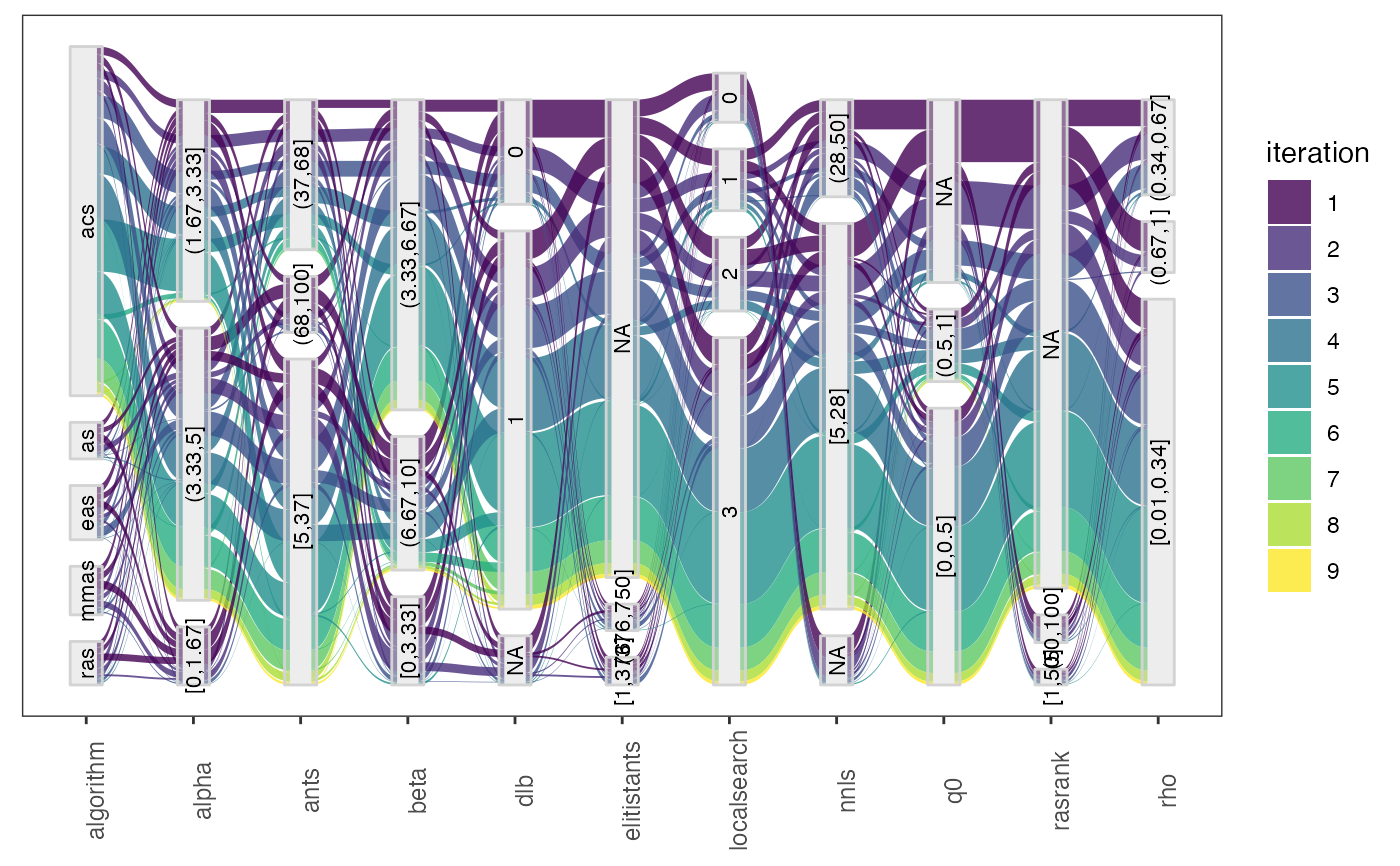 acs
as
eas
mmas
ras
(1.67,3.33]
(3.33,5]
[0,1.67]
(37,68]
(68,100]
[5,37]
(3.33,6.67]
(6.67,10]
[0,3.33]
0
1
NA
NA
0
1
2
3
(28,50]
[5,28]
NA
NA
(0.5,1]
[0,0.5]
NA
(0.34,0.67]
(0.67,1]
[0.01,0.34]
algorithm
alpha
ants
beta
dlb
elitistants
localsearch
nnls
q0
rasrank
rho
iteration
1
2
3
4
5
6
7
8
9